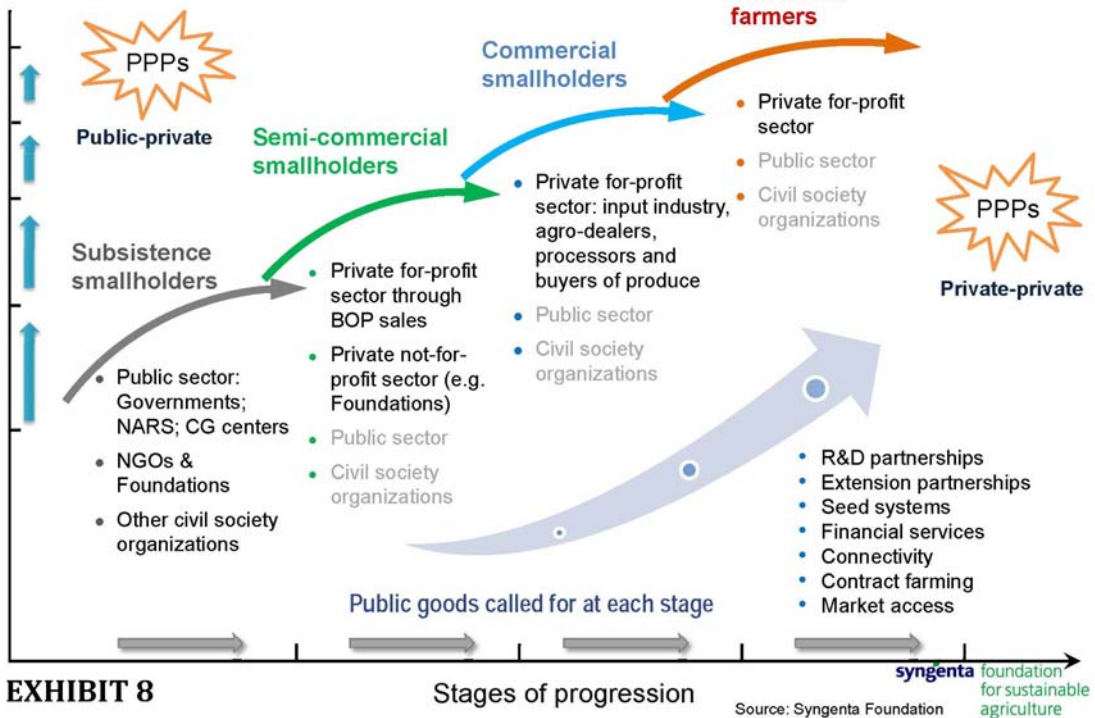 farmers
PPPs
Public-private
Commercial
smallholders
Semi-commercial
smallholders
Subsistence
smallholders
• Public sector:
Governments;
NARS; CG centers
• NGOs &
Foundations
• Other civil society
organizations
• Private for-profit
sector through
BOP sales
• Private not-for-
profit sector (e.g.
Foundations)
• Public sector
• Civil society
organizations
• Private for-profit
sector: input industry,
agro-dealers,
processors and
buyers of produce
• Public sector
• Civil society
organizations
• Private for-profit
sector
• Public sector
• Civil society
organizations
PPPs
Private-private
• R&D partnerships
• Extension partnerships
• Seed systems
• Financial services
• Connectivity
• Contract farming
• Market access
Public goods called for at each stage
EXHIBIT 8
Stages of progression
Source: Syngenta Foundation
syngenta foundation
for sustainable
agriculture